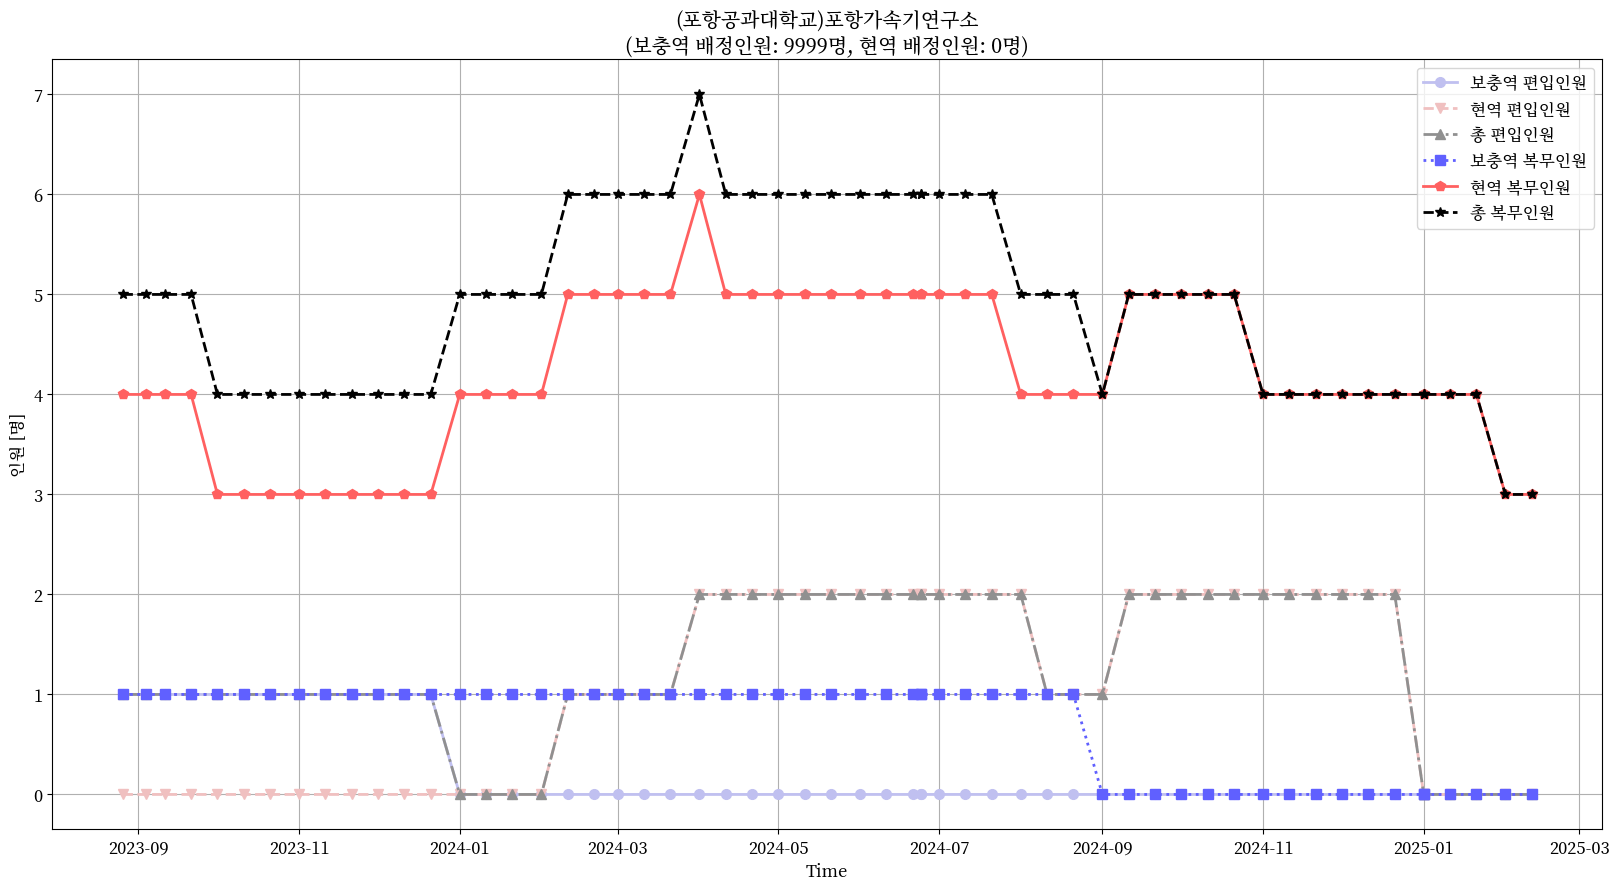 (포항공과대학교)포항가속기연구소
(보충역 배정인원: 9999명, 현역 배정인원: 0명)
보충역 편입인원
현역 편입인원
총 편입인원
보충역 복무인원
현역 복무인원
총 복무인원
인원 [명]
7
6
5
4
3
2
1
0
2023-09
2023-11
2024-01
2024-03
2024-05
2024-07
2024-09
2024-11
2025-01
2025-03
Time